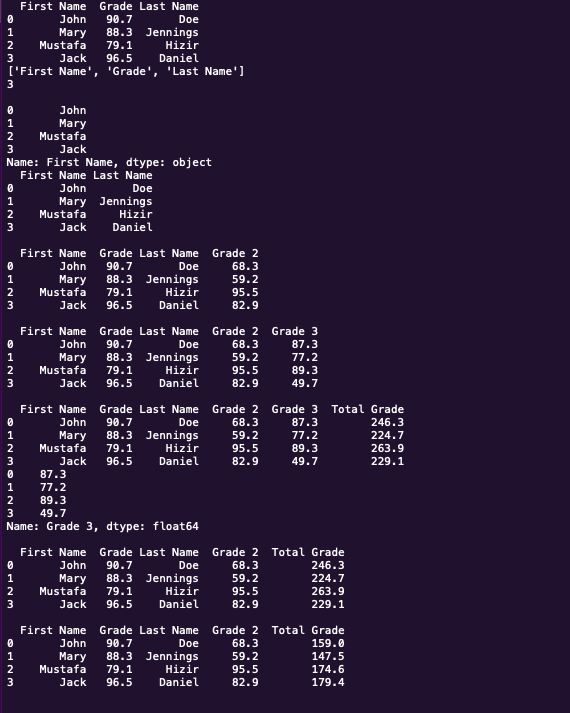 First Name  Grade Last Name
0       John   90.7       Doe
1       Mary   88.3  Jennings
2    Mustafa   79.1     Hizir
3       Jack   96.5    Daniel
['First Name', 'Grade', 'Last Name']
3

0       John
1       Mary
2    Mustafa
3       Jack
Name: First Name, dtype: object
  First Name Last Name
0       John       Doe
1       Mary  Jennings
2    Mustafa     Hizir
3       Jack    Daniel

  First Name  Grade Last Name  Grade 2
0       John   90.7       Doe     68.3
1       Mary   88.3  Jennings     59.2
2    Mustafa   79.1     Hizir     95.5
3       Jack   96.5    Daniel     82.9

  First Name  Grade Last Name  Grade 2  Grade 3
0       John   90.7       Doe     68.3     87.3
1       Mary   88.3  Jennings     59.2     77.2
2    Mustafa   79.1     Hizir     95.5     89.3
3       Jack   96.5    Daniel     82.9     49.7

  First Name  Grade Last Name  Grade 2  Grade 3  Total Grade
0       John   90.7       Doe     68.3     87.3        246.3
1       Mary   88.3  Jennings     59.2     77.2        224.7
2    Mustafa   79.1     Hizir     95.5     89.3        263.9
3       Jack   96.5    Daniel     82.9     49.7        229.1
0    87.3
1    77.2
2    89.3
3    49.7
Name: Grade 3, dtype: float64

  First Name  Grade Last Name  Grade 2  Total Grade
0       John   90.7       Doe     68.3        246.3
1       Mary   88.3  Jennings     59.2        224.7
2    Mustafa   79.1     Hizir     95.5        263.9
3       Jack   96.5    Daniel     82.9        229.1

  First Name  Grade Last Name  Grade 2  Total Grade
0       John   90.7       Doe     68.3        159.0
1       Mary   88.3  Jennings     59.2        147.5
2    Mustafa   79.1     Hizir     95.5        174.6
3       Jack   96.5    Daniel     82.9        179.4